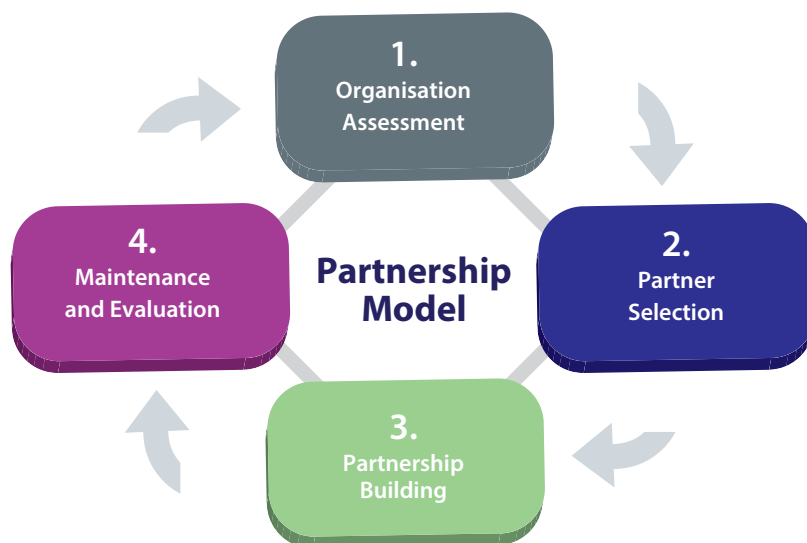 1.
Organisation
Assessment
2.
Partner
Selection
3.
Partnership
Building
4.
Maintenance
and Evaluation
Partnership
Model